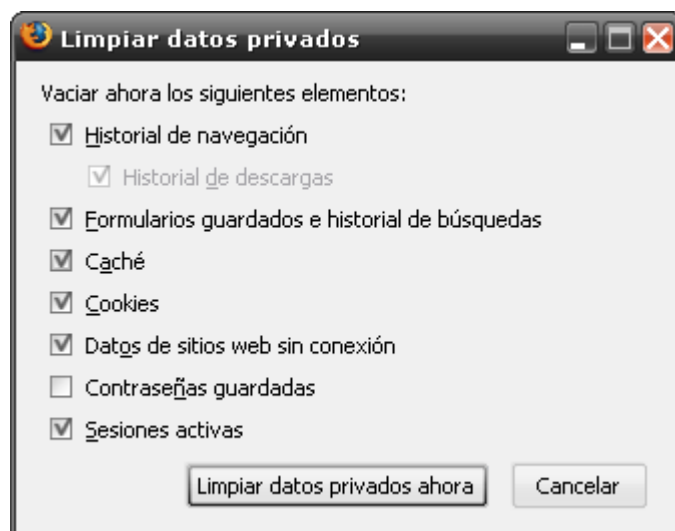 Limpiar datos privados
Vaciar ahora los siguientes elementos:
Historial de navegación
Historial de descargas
Formularios guardados e historial de búsquedas
Caché
Cookies
Datos de sitios web sin conexión
Contraseñas guardadas
Sesiones activas
Limpiar datos privados ahora Cancelar